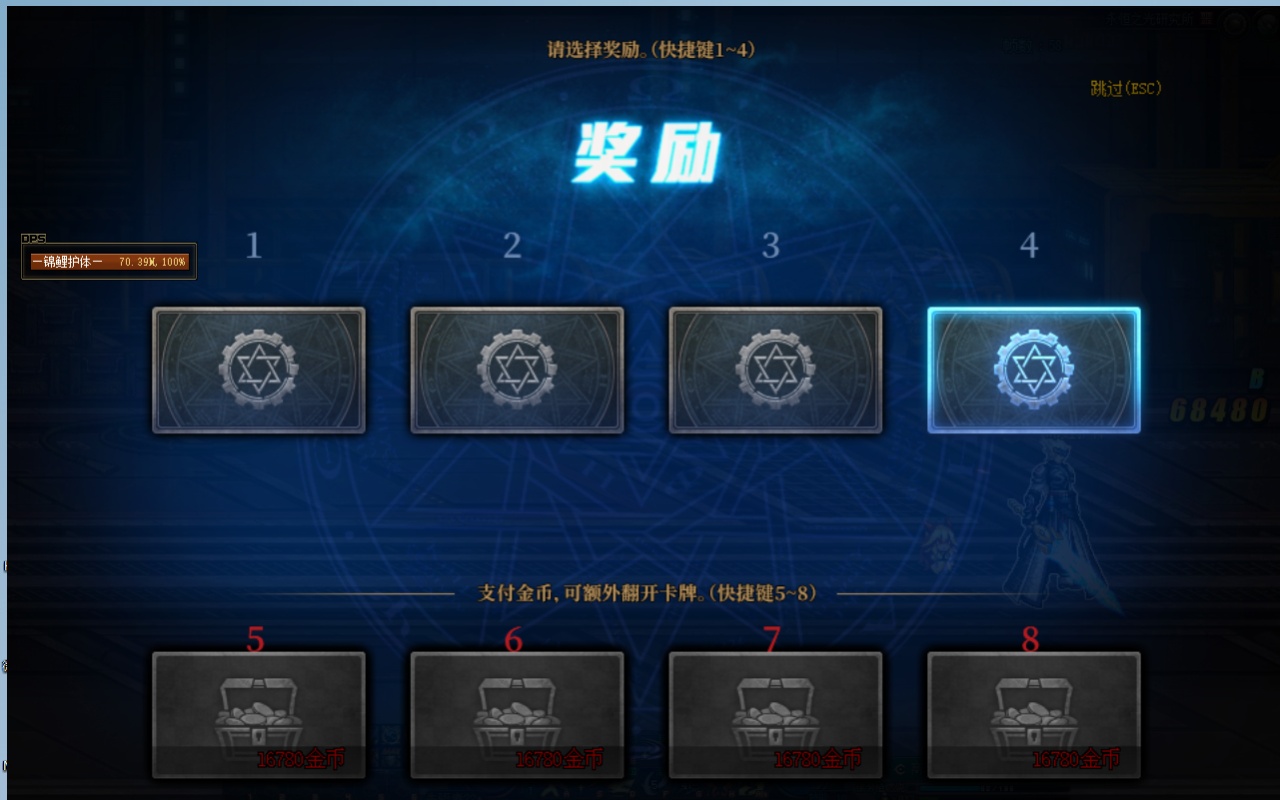 请选择奖励。(快捷键1~4)
跳过(ESC)
奖励
DPS
一锦鲤护体一 70.39M, 100%
1
2
3
4
B
68480
支付金币,可额外翻开卡牌。(快捷键5~8)
5
6
7
8
16780金币
16780金币
16780金币
16780金币